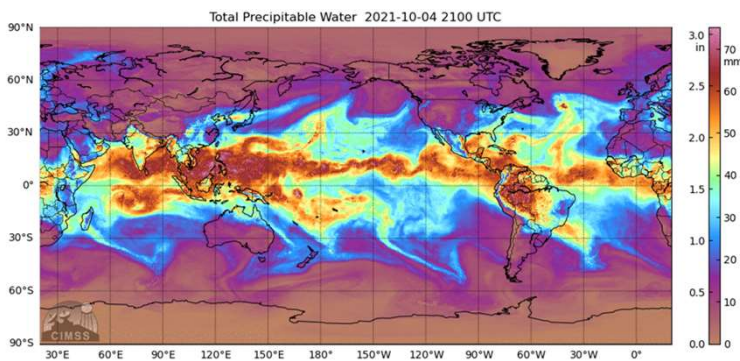 Total Precipitable Water 2021-10-04 2100 UTC
90°N
60°N
30°N
0°
30°S
60°S
90°S
30°E 60°E 90°E 120°E 150°E 180° 150°W 120°W 90°W 60°W 30°W 0°
3.0
in
2.5
2.0
1.5
1.0
0.5
0.0
70
mm
60
50
40
30
20
10
0
CIMSS